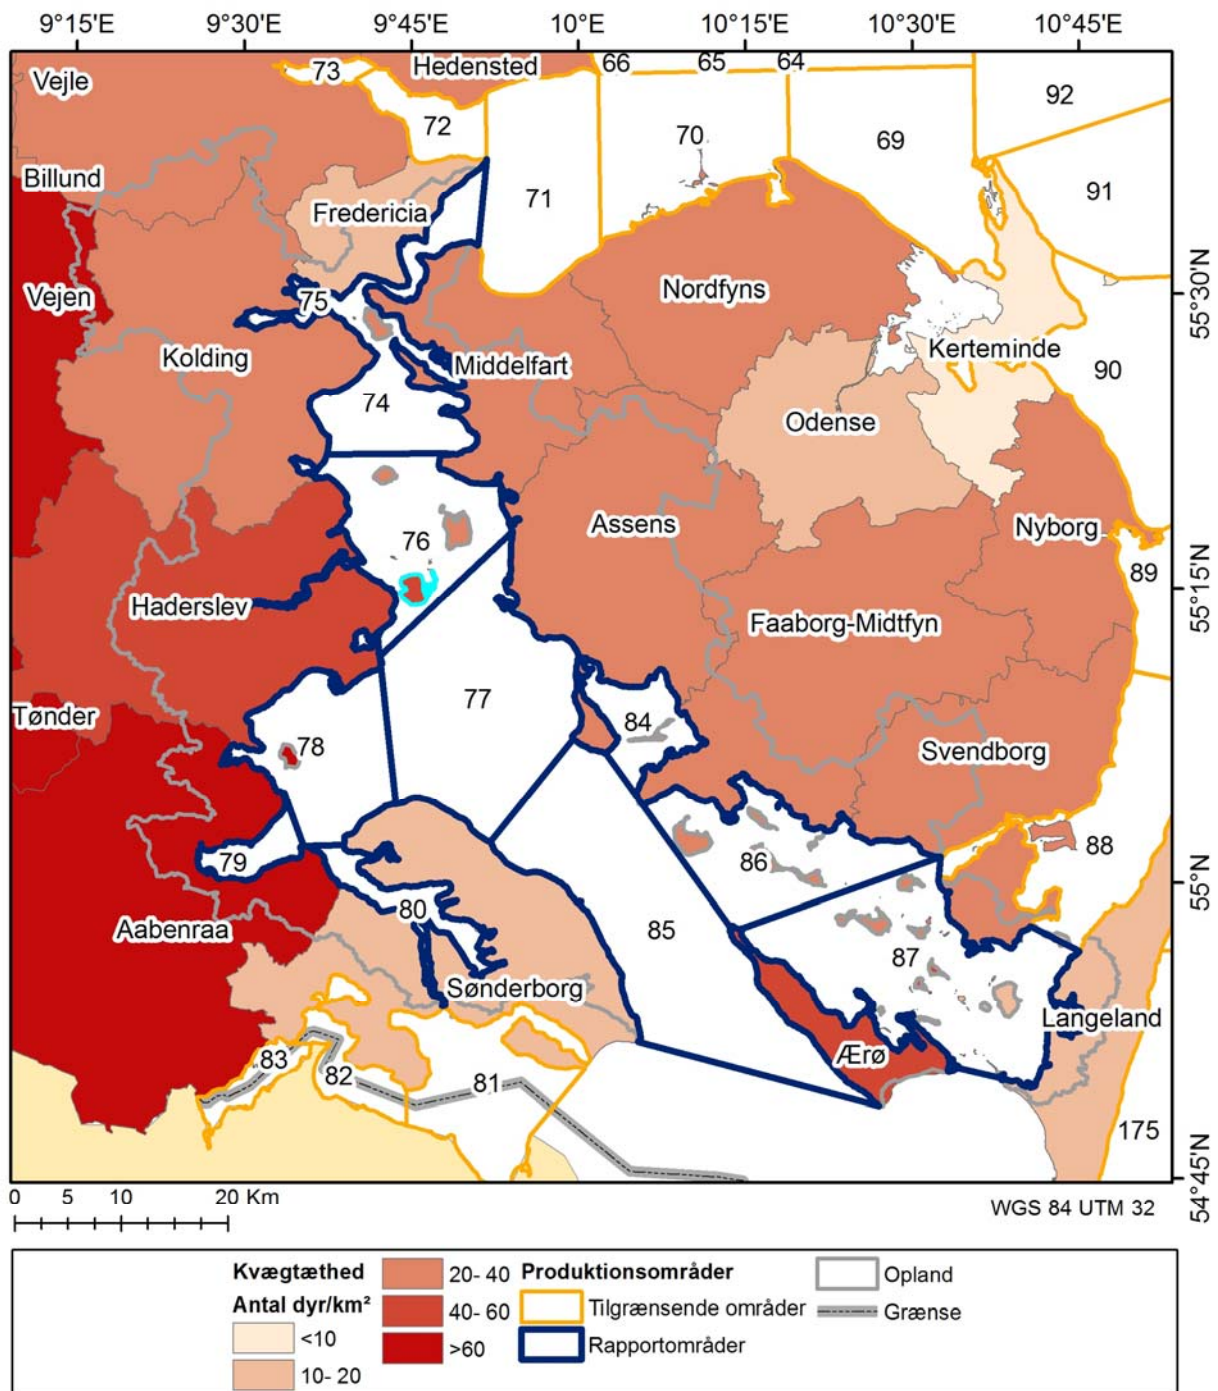 9°15'E 9°30'E 9°45'E 10°E 10°15'E 10°30'E 10°45'E
73 Hedensted 66 65 64
Vejle
92
72
70
69
Billund
91
71
Fredericia
55°30'N
Vejen 75
Nordfyns
Kolding
Middelfart
Kerteminde
90
74
Odense
76
Assens
Nyborg
89
55°15'N
Haderslev
Faaborg-Midtfyn
77
Tønder
84
78
Svendborg
79
86
88
55°N
80
Aabenraa
85
87
Sønderborg
Langeland
Ærø
83
82
81
175
54°45'N
0 5 10 20 Km
WGS 84 UTM 32
Kvægtæthed
Antal dyr/km²
<10
10- 20
20- 40
40- 60
>60
Produktionsområder
Tilgrænsende områder
Rapportområder
Opland
Grænse